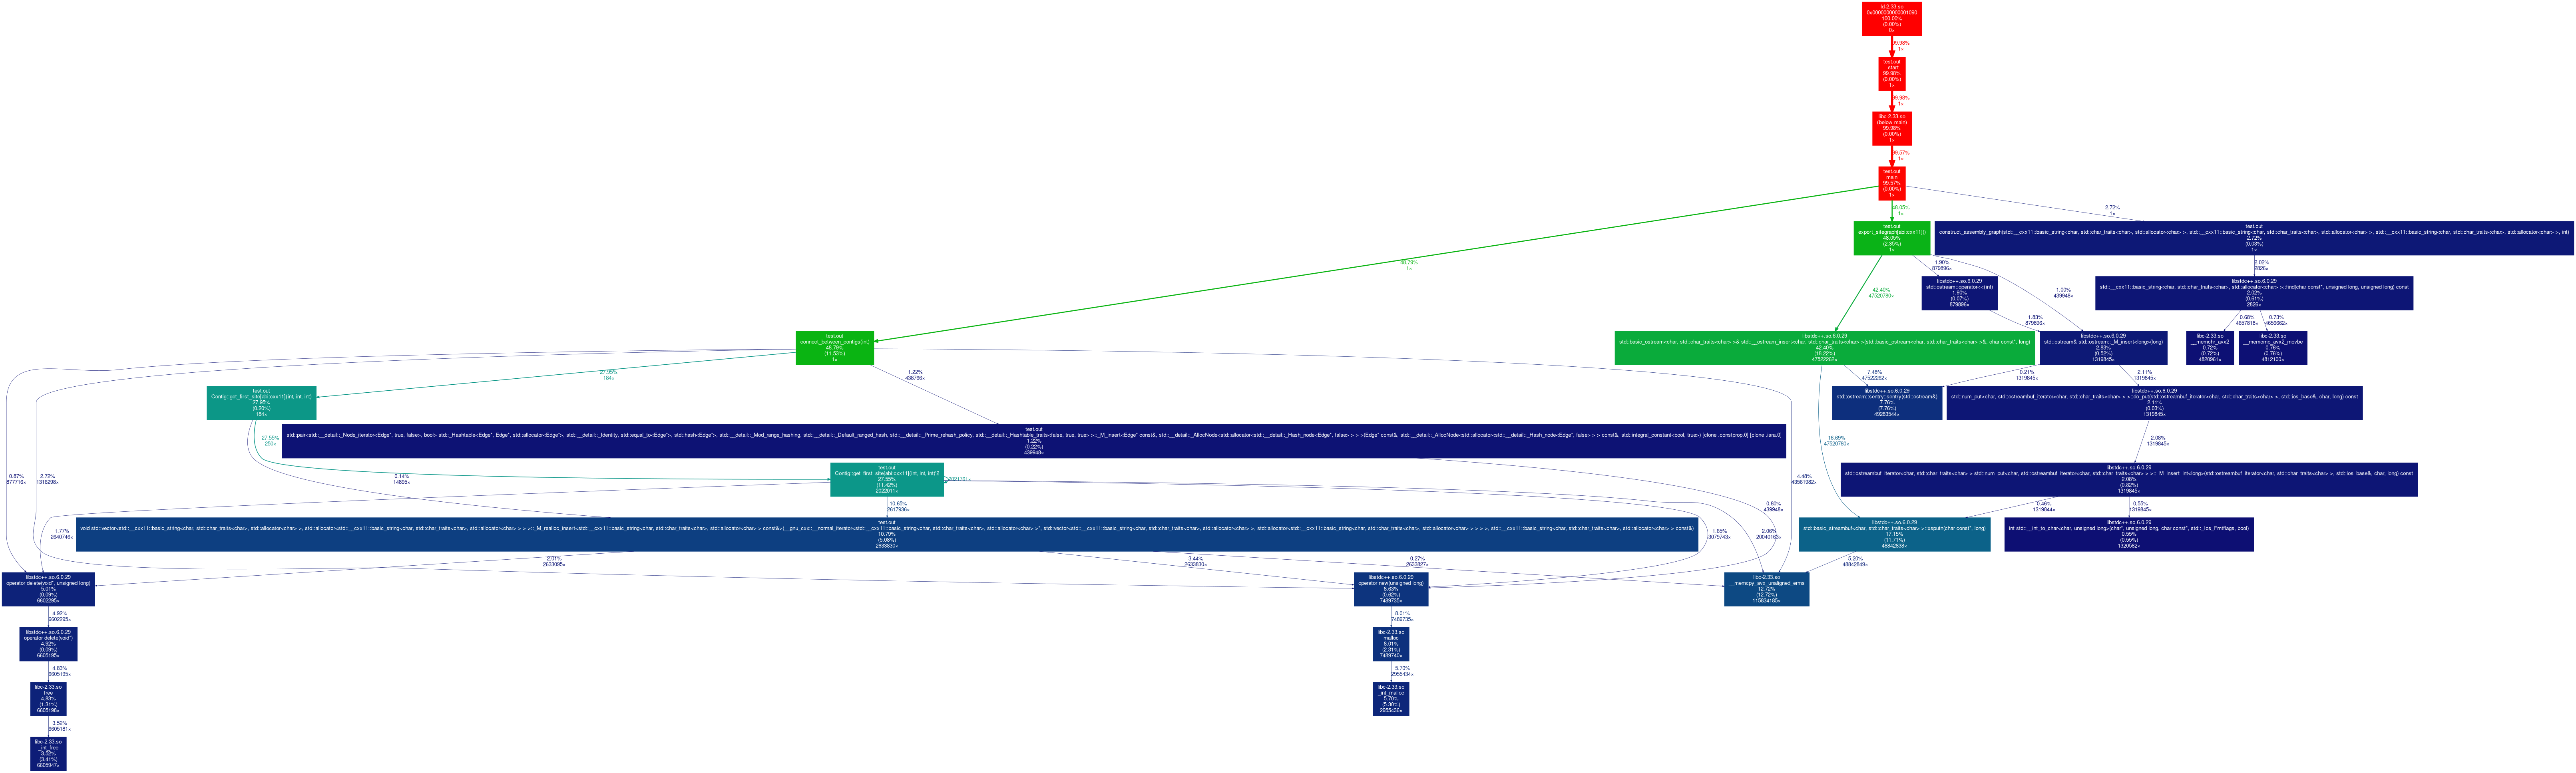 ld-2.33.so
0x0000000000001090
100.00%
(0.00%)
0×
99.98%
1×
test.out
_start
99.98%
(0.00%)
1×
99.98%
1×
libc-2.33.so
(below main)
99.98%
(0.00%)
1×
99.57%
1×
test.out
main
99.57%
(0.00%)
1×
48.79%
1×
48.05%
1×
2.72%
1×
test.out
export_sitegraph[abi:cxx11]()
48.05%
(2.35%)
1×
test.out
construct_assembly_graph(std::__cxx11::basic_string<char, std::char_traits<char>, std::allocator<char> >, std::__cxx11::basic_string<char, std::char_traits<char>, std::allocator<char> >, std::__cxx11::basic_string<char, std::char_traits<char>, std::allocator<char> >, int)
2.72%
(0.03%)
1×
42.40%
47520780×
1.90%
879896×
1.00%
439948×
2.02%
2826×
libstdc++.so.6.0.29
std::ostream::operator<<(int)
1.90%
(0.07%)
879896×
libstdc++.so.6.0.29
std::__cxx11::basic_string<char, std::char_traits<char>, std::allocator<char> >::find(char const*, unsigned long, unsigned long) const
2.02%
(0.61%)
2826×
1.83%
879896×
0.68%
4657818×
0.73%
4656662×
test.out
connect_between_contigs(int)
48.79%
(11.53%)
1×
libstdc++.so.6.0.29
std::basic_ostream<char, std::char_traits<char> >& std::__ostream_insert<char, std::char_traits<char> >(std::basic_ostream<char, std::char_traits<char> >&, char const*, long)
42.40%
(18.22%)
47522262×
libstdc++.so.6.0.29
std::ostream& std::ostream::_M_insert<long>(long)
2.83%
(0.52%)
1319845×
libc-2.33.so
__memchr_avx2
0.72%
(0.72%)
4820961×
libc-2.33.so
__memcmp_avx2_movbe
0.76%
(0.76%)
4812100×
27.95%
184×
1.22%
438766×
7.48%
47522262×
0.21%
1319845×
2.11%
1319845×
test.out
Contig::get_first_site[abi:cxx11](int, int, int)
27.95%
(0.20%)
184×
libstdc++.so.6.0.29
std::ostream::sentry::sentry(std::ostream&)
7.76%
(7.76%)
49283544×
libstdc++.so.6.0.29
std::num_put<char, std::ostreambuf_iterator<char, std::char_traits<char> > >::do_put(std::ostreambuf_iterator<char, std::char_traits<char> >, std::ios_base&, char, long) const
2.11%
(0.03%)
1319845×
test.out
std::pair<std::__detail::_Node_iterator<Edge*, true, false>, bool> std::_Hashtable<Edge*, Edge*, std::allocator<Edge*>, std::__detail::_Identity, std::equal_to<Edge*>, std::hash<Edge*>, std::__detail::_Mod_range_hashing, std::__detail::_Default_ranged_hash, std::__detail::_Prime_rehash_policy, std::__detail::_Hashtable_traits<false, true, true> >::_M_insert<Edge* const&, std::__detail::_AllocNode<std::allocator<std::__detail::_Hash_node<Edge*, false> > > >(Edge* const&, std::__detail::_AllocNode<std::allocator<std::__detail::_Hash_node<Edge*, false> > > const&, std::integral_constant<bool, true>) [clone .constprop.0] [clone .isra.0]
1.22%
(0.22%)
439948×
27.55%
250×
16.69%
47520780×
2.08%
1319845×
0.87%
877716×
2.72%
1316298×
0.14%
14895×
test.out
Contig::get_first_site[abi:cxx11](int, int, int)'2
27.55%
(11.42%)
2022011×
2021761×
4.48%
43561982×
libstdc++.so.6.0.29
std::ostreambuf_iterator<char, std::char_traits<char> > std::num_put<char, std::ostreambuf_iterator<char, std::char_traits<char> > >::_M_insert_int<long>(std::ostreambuf_iterator<char, std::char_traits<char> >, std::ios_base&, char, long) const
2.08%
(0.82%)
1319845×
10.65%
2617936×
0.80%
439948×
0.46%
1319844×
0.55%
1319845×
1.77%
2640746×
test.out
void std::vector<std::__cxx11::basic_string<char, std::char_traits<char>, std::allocator<char> >, std::allocator<std::__cxx11::basic_string<char, std::char_traits<char>, std::allocator<char> > > >::_M_realloc_insert<std::__cxx11::basic_string<char, std::char_traits<char>, std::allocator<char> > const&>(__gnu_cxx::__normal_iterator<std::__cxx11::basic_string<char, std::char_traits<char>, std::allocator<char> >*, std::vector<std::__cxx11::basic_string<char, std::char_traits<char>, std::allocator<char> >, std::allocator<std::__cxx11::basic_string<char, std::char_traits<char>, std::allocator<char> > > > >, std::__cxx11::basic_string<char, std::char_traits<char>, std::allocator<char> > const&)
10.79%
(5.08%)
2633830×
1.65%
3079743×
2.06%
20040163×
libstdc++.so.6.0.29
std::basic_streambuf<char, std::char_traits<char> >::xsputn(char const*, long)
17.15%
(11.71%)
48842838×
libstdc++.so.6.0.29
int std::__int_to_char<char, unsigned long>(char*, unsigned long, char const*, std::_Ios_Fmtflags, bool)
0.55%
(0.55%)
1320582×
2.01%
2633095×
3.44%
2633830×
0.27%
2633827×
5.20%
48842849×
libstdc++.so.6.0.29
operator delete(void*, unsigned long)
5.01%
(0.09%)
6602295×
libstdc++.so.6.0.29
operator new(unsigned long)
8.63%
(0.62%)
7489735×
libc-2.33.so
__memcpy_avx_unaligned_erms
12.72%
(12.72%)
115834185×
4.92%
6602295×
8.01%
7489735×
libstdc++.so.6.0.29
operator delete(void*)
4.92%
(0.09%)
6605195×
libc-2.33.so
malloc
8.01%
(2.31%)
7489740×
4.83%
6605195×
5.70%
2955434×
libc-2.33.so
free
4.83%
(1.31%)
6605198×
libc-2.33.so
_int_malloc
5.70%
(5.30%)
2955436×
3.52%
6605181×
libc-2.33.so
_int_free
3.52%
(3.41%)
6605947×